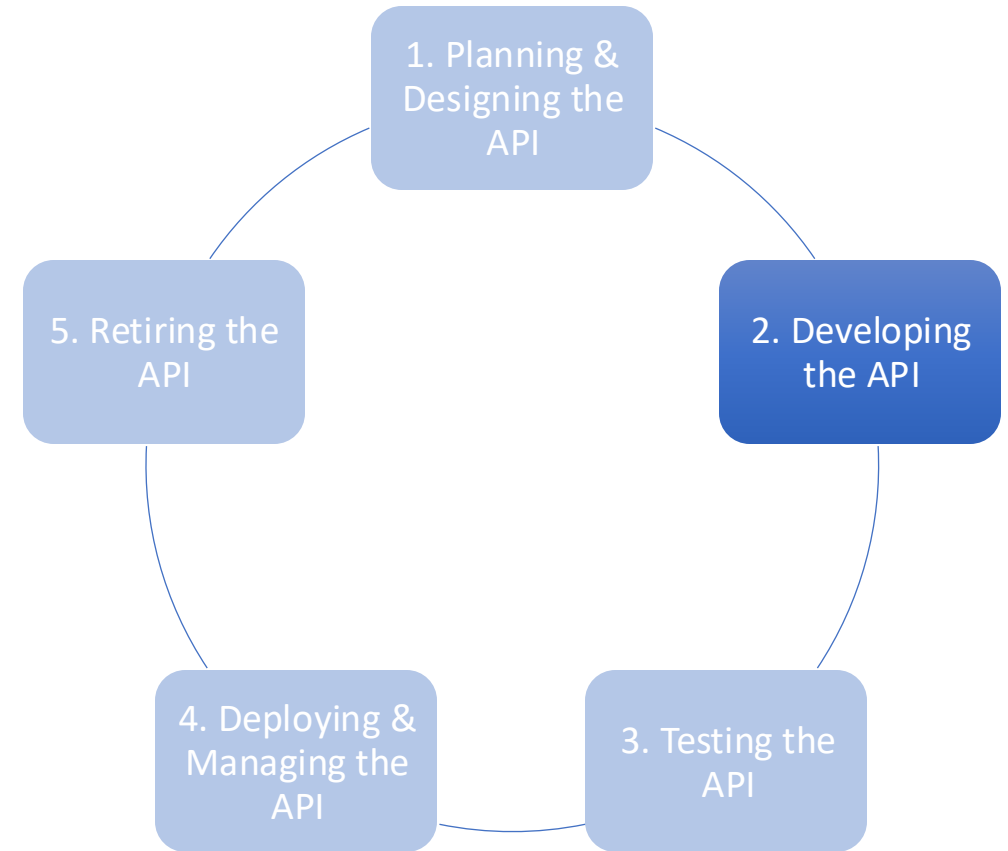 1. Planning &
Designing the
API
2. Developing
the API
3. Testing the
API
4. Deploying &
Managing the
API
5. Retiring the
API